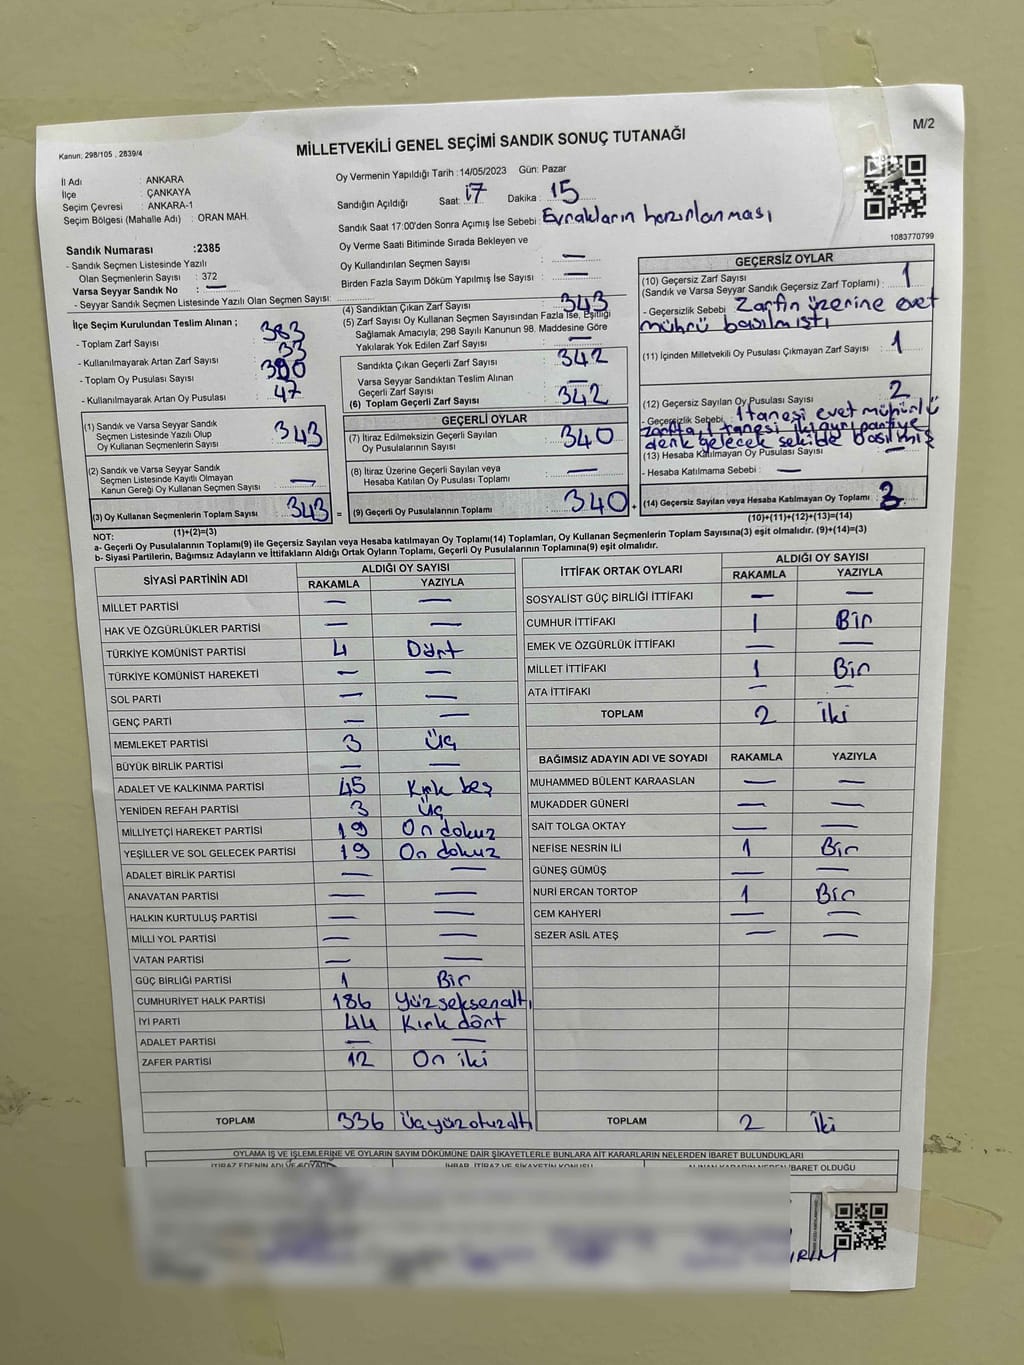 M/2
Kanun: 298/105 , 2839/4
MİLLETVEKİLİ GENEL SEÇİMİ SANDIK SONUÇ TUTANAĞI
İl Adı : ANKARA
İlçe : ÇANKAYA
Seçim Çevresi : ANKARA-1
Seçim Bölgesi (Mahalle Adı) : ORAN MAH.
Oy Vermenin Yapıldığı Tarih :14/05/2023 Gün: Pazar
Sandığın Açıldığı Saat: 17 Dakika : 15
Sandık Saat 17:00'den Sonra Açımış İse Sebebi : Evrakların hazırlanması
1083770799
Sandık Numarası :2385
- Sandık Seçmen Listesinde Yazılı
Olan Seçmenlerin Sayısı : 372
Varsa Seyyar Sandık No : —
- Seyyar Sandık Seçmen Listesinde Yazılı Olan Seçmen Sayısı:
Oy Verme Saati Bitiminde Sırada Bekleyen ve
Oy Kullandırılan Seçmen Sayısı : —
Birden Fazla Sayım Döküm Yapılmış İse Sayısı : —
İlçe Seçim Kurulundan Teslim Alınan ;
- Toplam Zarf Sayısı : 383
- Kullanılmayarak Artan Zarf Sayısı : 33
- Toplam Oy Pusulası Sayısı : 390
- Kullanılmayarak Artan Oy Pusulası : 47
(1) Sandık ve Varsa Seyyar Sandık
Seçmen Listesinde Yazılı Olup
Oy Kullanan Seçmenlerin Sayısı : 343
(2) Sandık ve Varsa Seyyar Sandık
Seçmen Listesinde Kayıtlı Olmayan
Kanun Gereği Oy Kullanan Seçmen Sayısı : —
(3) Oy Kullanan Seçmenlerin Toplam Sayısı : 343 =
(1)+(2)=(3)
(4) Sandıktan Çıkan Zarf Sayısı : 343
(5) Zarf Sayısı Oy Kullanan Seçmen Sayısından Fazla İse, Eşitliği
Sağlamak Amacıyla; 298 Sayılı Kanunun 98. Maddesine Göre
Yakılarak Yok Edilen Zarf Sayısı : —
Sandıkta Çıkan Geçerli Zarf Sayısı : 342
Varsa Seyyar Sandıktan Teslim Alınan
Geçerli Zarf Sayısı : —
(6) Toplam Geçerli Zarf Sayısı : 342
GEÇERLİ OYLAR
(7) İtiraz Edilmeksizin Geçerli Sayılan
Oy Pusulalarının Sayısı : 340
(8) İtiraz Üzerine Geçerli Sayılan veya
Hesaba Katılan Oy Pusulası Toplamı : —
(9) Geçerli Oy Pusulalarının Toplamı : 340 +
GEÇERSİZ OYLAR
(10) Geçersiz Zarf Sayısı
(Sandık ve Varsa Seyyar Sandık Geçersiz Zarf Toplamı) : 1
- Geçersizlik Sebebi : Zarfın üzerine evet
mührü basılmıştı
(11) İçinden Milletvekili Oy Pusulası Çıkmayan Zarf Sayısı : 1
(12) Geçersiz Sayılan Oy Pusulası Sayısı : 2
- Geçersizlik Sebebi : 1 tanesi evet mühürlü
zarfta, 1 tanesi iki ayrı partiye
denk gelecek şekilde basılmış
(13) Hesaba Katılmayan Oy Pusulası Sayısı : —
- Hesaba Katılmama Sebebi : —
(14) Geçersiz Sayılan veya Hesaba Katılmayan Oy Toplamı : 3
(10)+(11)+(12)+(13)=(14)
NOT:
a- Geçerli Oy Pusulalarının Toplamı(9) ile Geçersiz Sayılan veya Hesaba katılmayan Oy Toplamı(14) Toplamları, Oy Kullanan Seçmenlerin Toplam Sayısına(3) eşit olmalıdır. (9)+(14)=(3)
b- Siyasi Partilerin, Bağımsız Adayların ve İttifakların Aldığı Ortak Oyların Toplamı, Geçerli Oy Pusulalarının Toplamına(9) eşit olmalıdır.
SİYASİ PARTİNİN ADI ALDIĞI OY SAYISI
RAKAMLA YAZIYLA
MİLLET PARTİSİ — —
HAK VE ÖZGÜRLÜKLER PARTİSİ — —
TÜRKİYE KOMÜNİST PARTİSİ 4 Dört
TÜRKİYE KOMÜNİST HAREKETİ — —
SOL PARTİ — —
GENÇ PARTİ — —
MEMLEKET PARTİSİ 3 Üç
BÜYÜK BİRLİK PARTİSİ — —
ADALET VE KALKINMA PARTİSİ 45 Kırk beş
YENİDEN REFAH PARTİSİ 3 Üç
MİLLİYETÇİ HAREKET PARTİSİ 19 On dokuz
YEŞİLLER VE SOL GELECEK PARTİSİ 19 On dokuz
ADALET BİRLİK PARTİSİ — —
ANAVATAN PARTİSİ — —
HALKIN KURTULUŞ PARTİSİ — —
MİLLİ YOL PARTİSİ — —
VATAN PARTİSİ — —
GÜÇ BİRLİĞİ PARTİSİ 1 Bir
CUMHURİYET HALK PARTİSİ 186 Yüz seksenaltı
İYİ PARTİ 44 Kırk dört
ADALET PARTİSİ — —
ZAFER PARTİSİ 12 On iki
TOPLAM 336 Üçyüzotuzaltı
İTTİFAK ORTAK OYLARI ALDIĞI OY SAYISI
RAKAMLA YAZIYLA
SOSYALİST GÜÇ BİRLİĞİ İTTİFAKI — —
CUMHUR İTTİFAKI 1 Bir
EMEK VE ÖZGÜRLÜK İTTİFAKI — —
MİLLET İTTİFAKI 1 Bir
ATA İTTİFAKI — —
TOPLAM 2 İki
BAĞIMSIZ ADAYIN ADI VE SOYADI RAKAMLA YAZIYLA
MUHAMMED BÜLENT KARAASLAN — —
MUKADDER GÜNERİ — —
SAİT TOLGA OKTAY — —
NEFİSE NESRİN İLİ 1 Bir
GÜNEŞ GÜMÜŞ — —
NURİ ERCAN TORTOP 1 Bir
CEM KAHYERİ — —
SEZER ASİL ATEŞ — —
TOPLAM 2 İki
OYLAMA İŞ VE İŞLEMLERİNE VE OYLARIN SAYIM DÖKÜMÜNE DAİR ŞİKAYETLERLE BUNLARA AİT KARARLARIN NELERDEN İBARET BULUNDUKLARI
İTİRAZ EDENİN ADI VE SOYADI İHBAR, İTİRAZ VE ŞİKAYETİN KONUSU ALINAN KARARIN NEDEN İBARET OLDUĞU